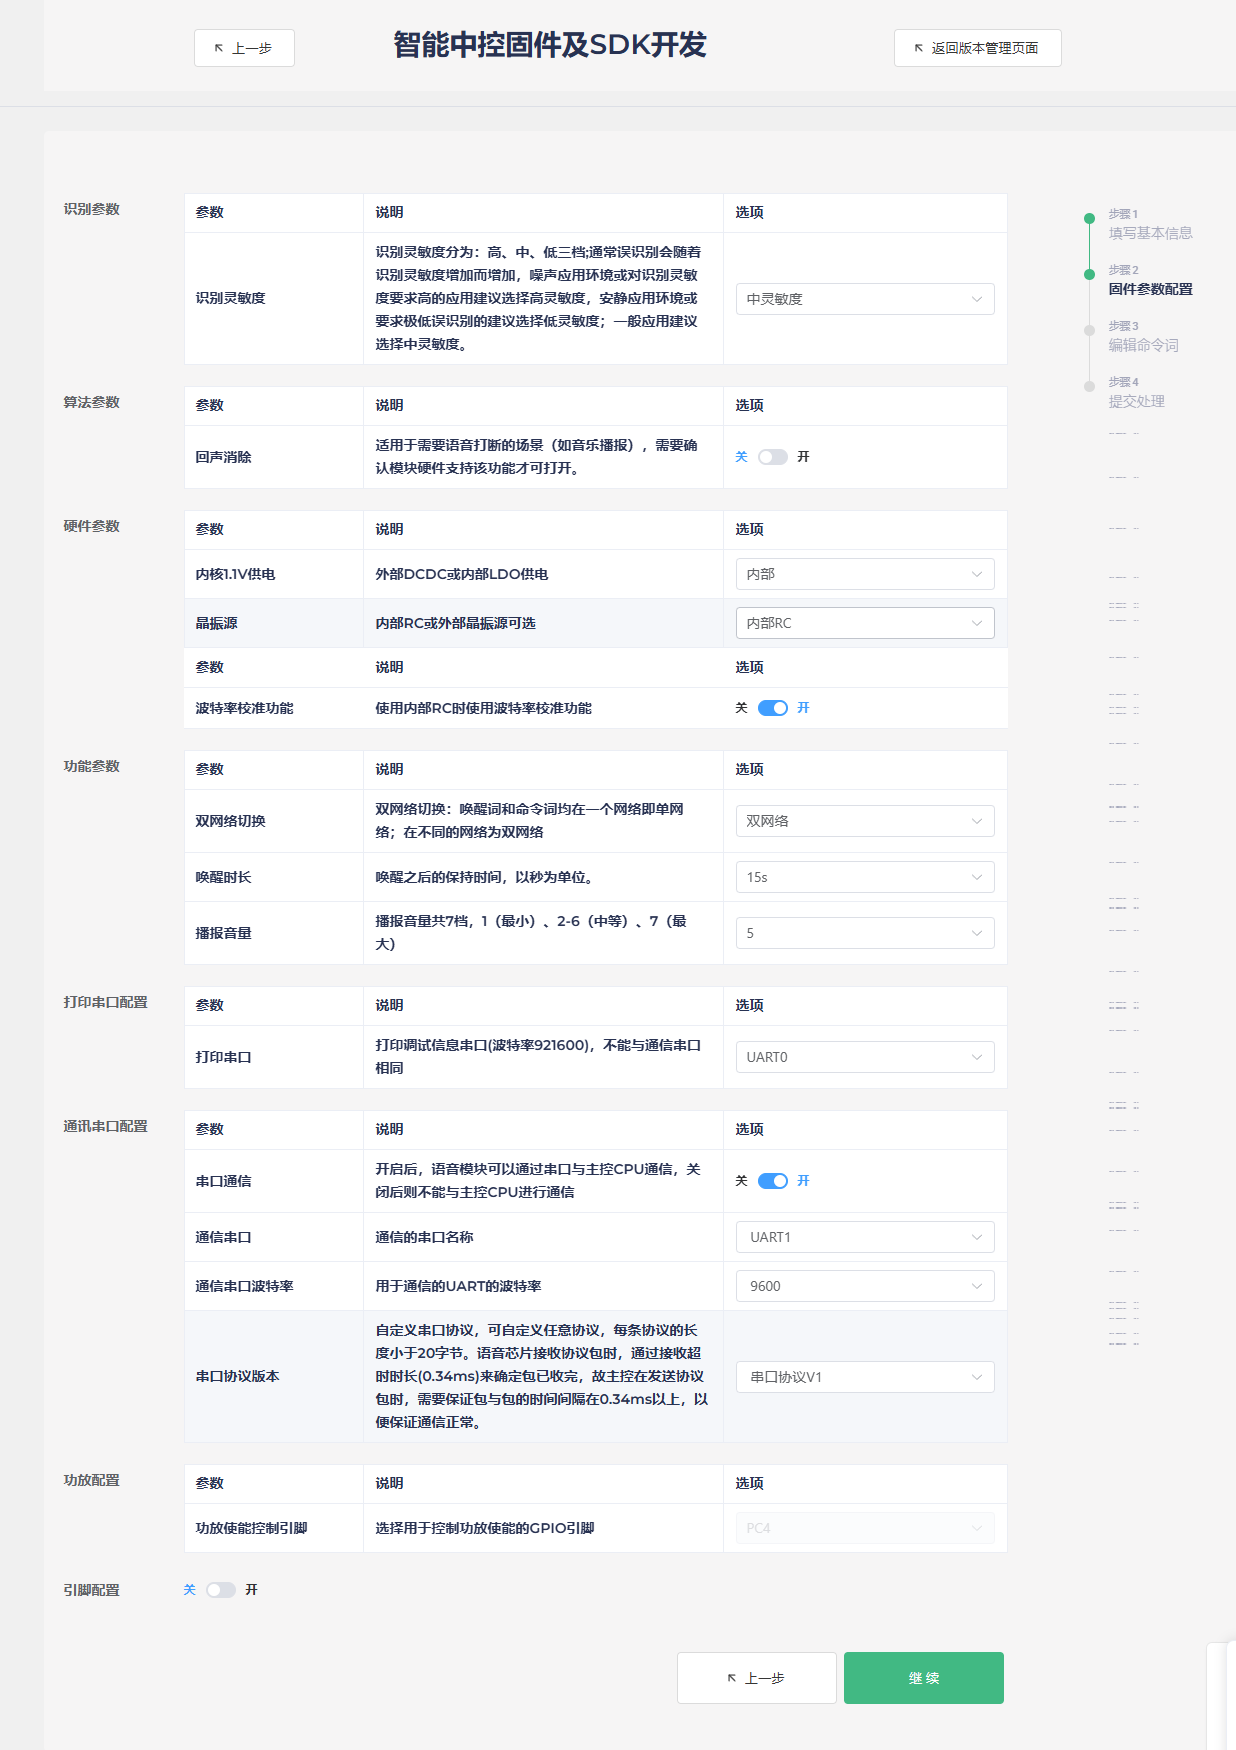 上一步
智能中控固件及SDK开发
返回版本管理页面
识别参数
参数
说明
选项
识别灵敏度
识别灵敏度分为：高、中、低三档;通常误识别会随着
识别灵敏度增加而增加，噪声应用环境或对识别灵敏
度要求高的应用建议选择高灵敏度，安静应用环境或
要求极低误识别的建议选择低灵敏度；一般应用建议
选择中灵敏度。
中灵敏度
步骤1
填写基本信息
步骤2
固件参数配置
步骤3
编辑命令词
步骤4
提交处理
算法参数
参数
说明
选项
回声消除
适用于需要语音打断的场景（如音乐播报），需要确
认模块硬件支持该功能才可打开。
关 开
硬件参数
参数
说明
选项
内核1.1V供电
外部DCDC或内部LDO供电
内部
晶振源
内部RC或外部晶振源可选
内部RC
参数
说明
选项
波特率校准功能
使用内部RC时使用波特率校准功能
关 开
功能参数
参数
说明
选项
双网络切换
双网络切换：唤醒词和命令词均在一个网络即单网
络；在不同的网络为双网络
双网络
唤醒时长
唤醒之后的保持时间，以秒为单位。
15s
播报音量
播报音量共7档，1（最小）、2-6（中等）、7（最
大）
5
打印串口配置
参数
说明
选项
打印串口
打印调试信息串口(波特率921600)，不能与通信串口
相同
UART0
通讯串口配置
参数
说明
选项
串口通信
开启后，语音模块可以通过串口与主控CPU通信，关
闭后则不能与主控CPU进行通信
关 开
通信串口
通信的串口名称
UART1
通信串口波特率
用于通信的UART的波特率
9600
串口协议版本
自定义串口协议，可自定义任意协议，每条协议的长
度小于20字节。语音芯片接收协议包时，通过接收超
时时长(0.34ms)来确定包已收完，故主控在发送协议
包时，需要保证包与包的时间间隔在0.34ms以上，以
便保证通信正常。
串口协议V1
功放配置
参数
说明
选项
功放使能控制引脚
选择用于控制功放使能的GPIO引脚
PC4
引脚配置
关 开
上一步
继 续